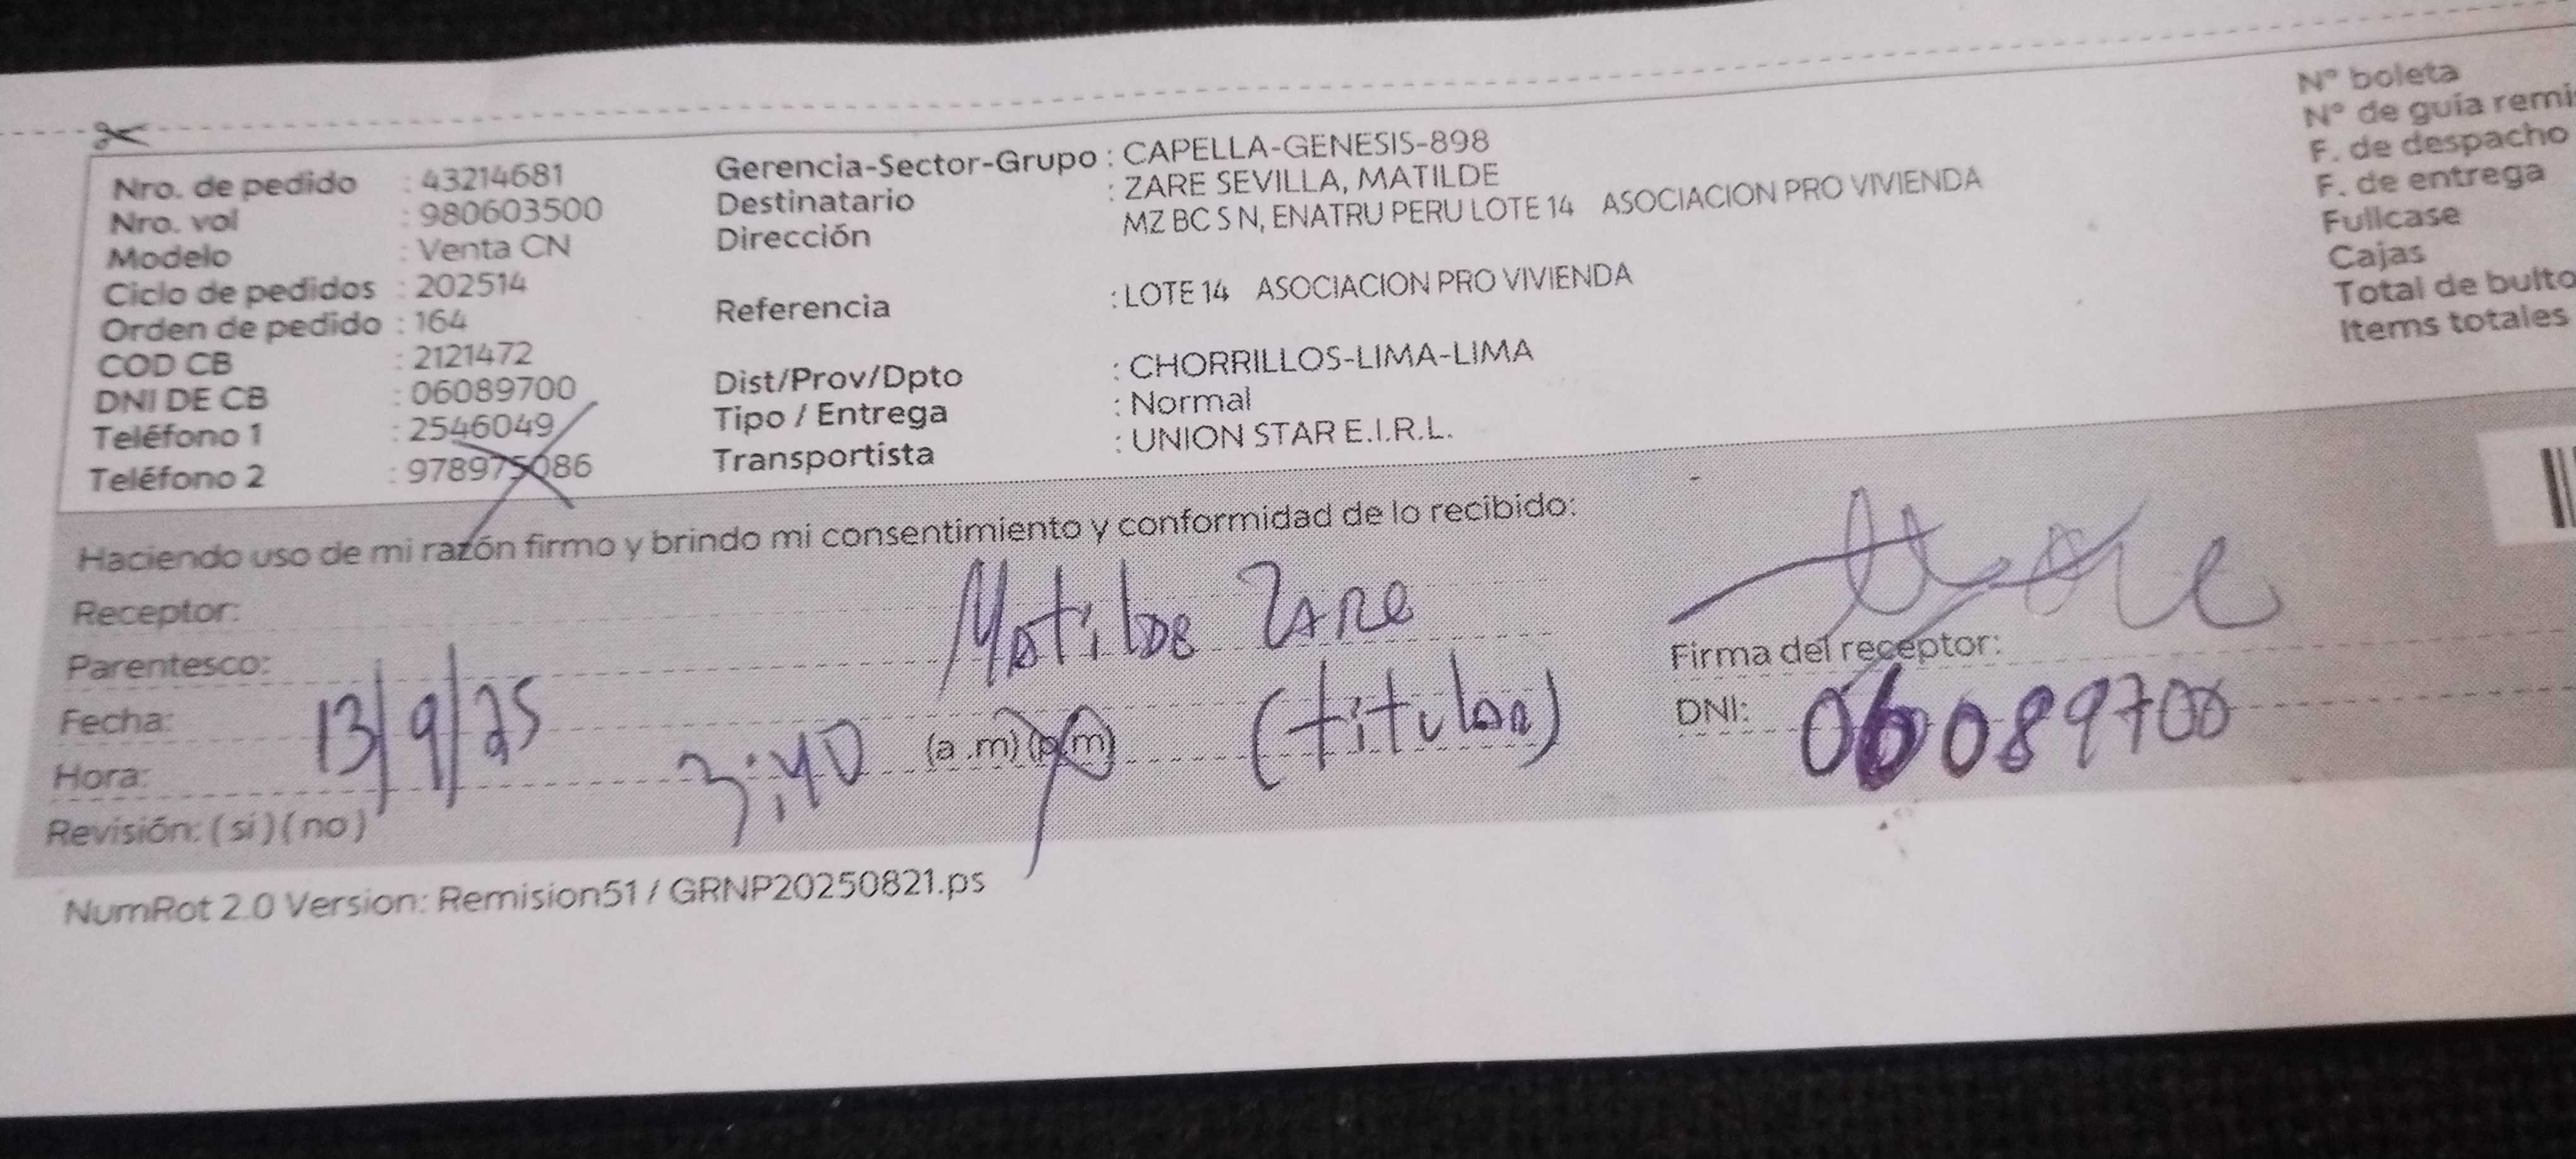 Nro. de pedido : 43214681
Nro. vol : 980603500
Modelo : Venta CN
Ciclo de pedidos : 202514
Orden de pedido : 164
COD CB : 2121472
DNI DE CB : 06089700
Teléfono 1 : 2546049
Teléfono 2 : 978975086
Gerencia-Sector-Grupo : CAPELLA-GENESIS-898
Destinatario : ZARE SEVILLA, MATILDE
Dirección MZ BC S N, ENATRU PERU LOTE 14 ASOCIACION PRO VIVIENDA
Referencia : LOTE 14 ASOCIACION PRO VIVIENDA
Dist/Prov/Dpto : CHORRILLOS-LIMA-LIMA
Tipo / Entrega : Normal
Transportista : UNION STAR E.I.R.L.
N° boleta
N° de guía remi
F. de despacho
F. de entrega
Fullcase
Cajas
Total de bulto
Items totales
Haciendo uso de mi razón firmo y brindo mi consentimiento y conformidad de lo recibido:
Receptor: Matilde Zare
Parentesco: (titular)
Fecha: 13/9/25
Hora: 3:40 (a .m) (p.m)
Revisión: ( si ) ( no )
Firma del receptor:
DNI: 06089700
NumRot 2.0 Version: Remision51 / GRNP20250821.ps